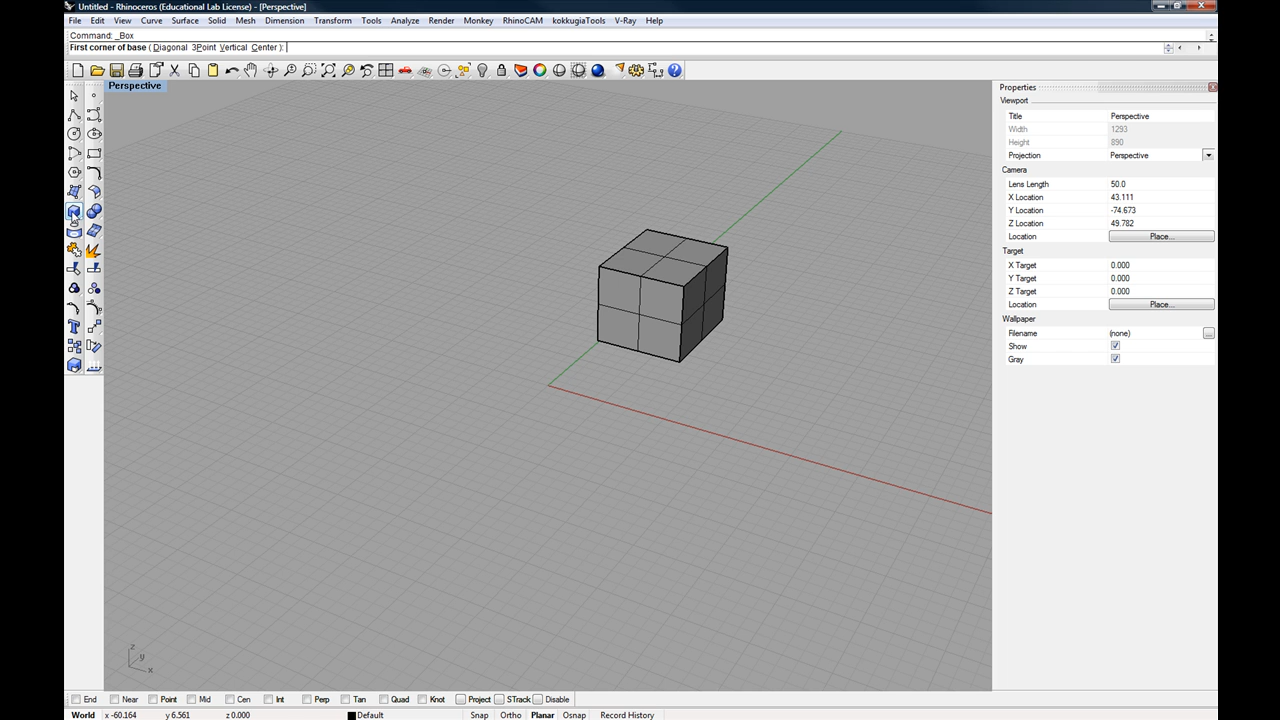 Untitled - Rhinoceros (Educational Lab License) - [Perspective]
File Edit View Curve Surface Solid Mesh Dimension Transform Tools Analyze Render Monkey RhinoCAM kokkugiaTools V-Ray Help
Command: _Box
First corner of base ( Diagonal 3Point Vertical Center ):
Perspective
Properties
Viewport
Title Perspective
Width 1293
Height 890
Projection Perspective
Camera
Lens Length 50.0
X Location 43.111
Y Location -74.673
Z Location 49.782
Location Place...
Target
X Target 0.000
Y Target 0.000
Z Target 0.000
Location Place...
Wallpaper
Filename (none) ...
Show
Gray
z
y
x
End Near Point Mid Cen Int Perp Tan Quad Knot Project STrack Disable
World x -60.164 y 6.561 z 0.000 Default Snap Ortho Planar Osnap Record History